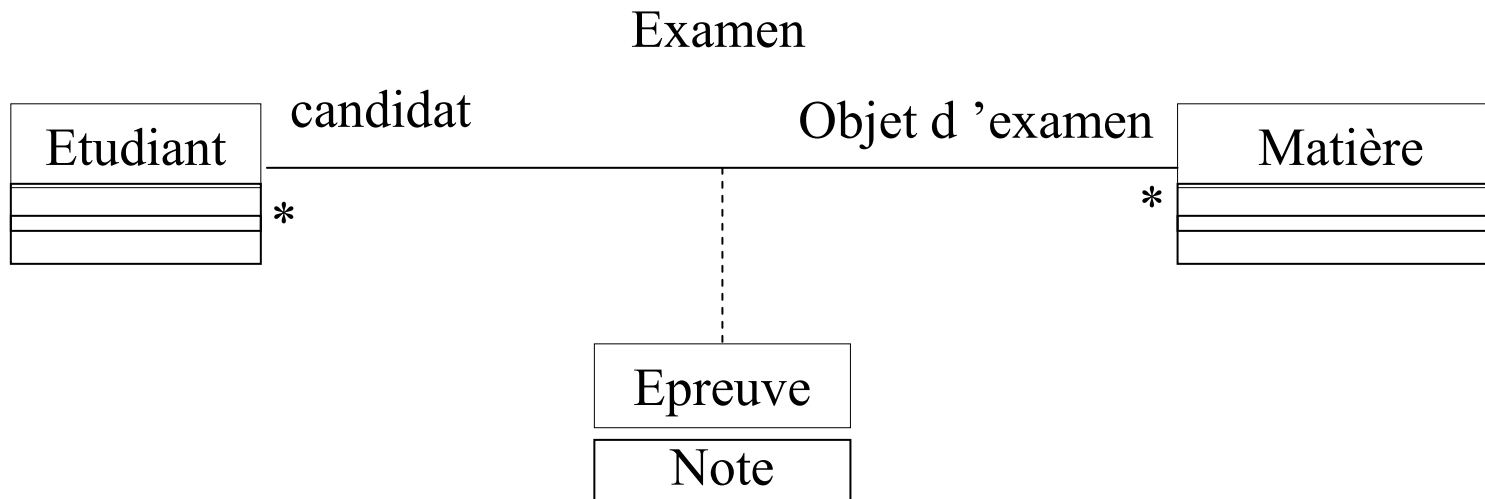 Examen
candidat
Objet d ’examen
Etudiant
Matière
*
*
Epreuve
Note